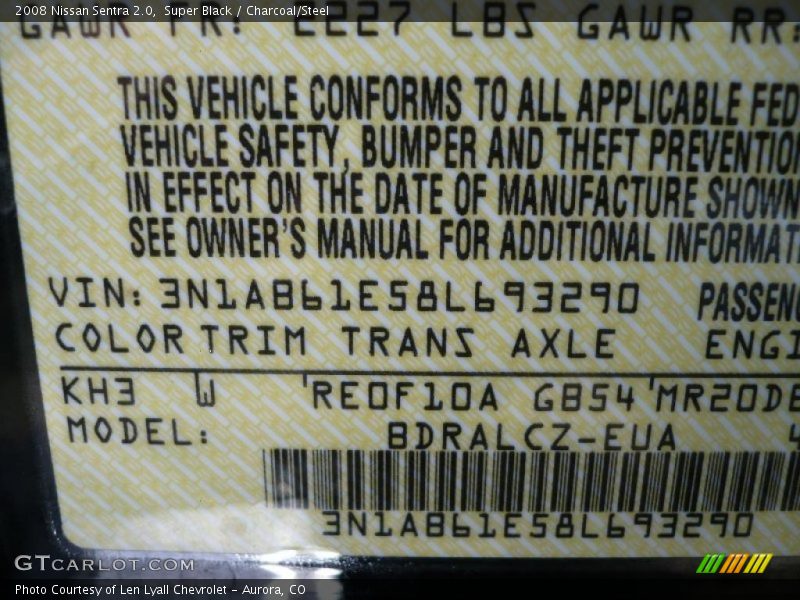 2008 Nissan Sentra 2.0, Super Black / Charcoal/Steel
GAWR FR: 2227 LBS GAWR RR:
THIS VEHICLE CONFORMS TO ALL APPLICABLE FED
VEHICLE SAFETY, BUMPER AND THEFT PREVENTION
IN EFFECT ON THE DATE OF MANUFACTURE SHOWN
SEE OWNER'S MANUAL FOR ADDITIONAL INFORMAT
VIN: 3N1AB61E58L693290 PASSEN
COLOR TRIM TRANS AXLE ENGI
KH3 W 'RE0F10A GB54 'MR20DE
MODEL: BDRALCZ-EUA 4
3N1AB61E58L693290
GTCARLOT.COM
Photo Courtesy of Len Lyall Chevrolet - Aurora, CO